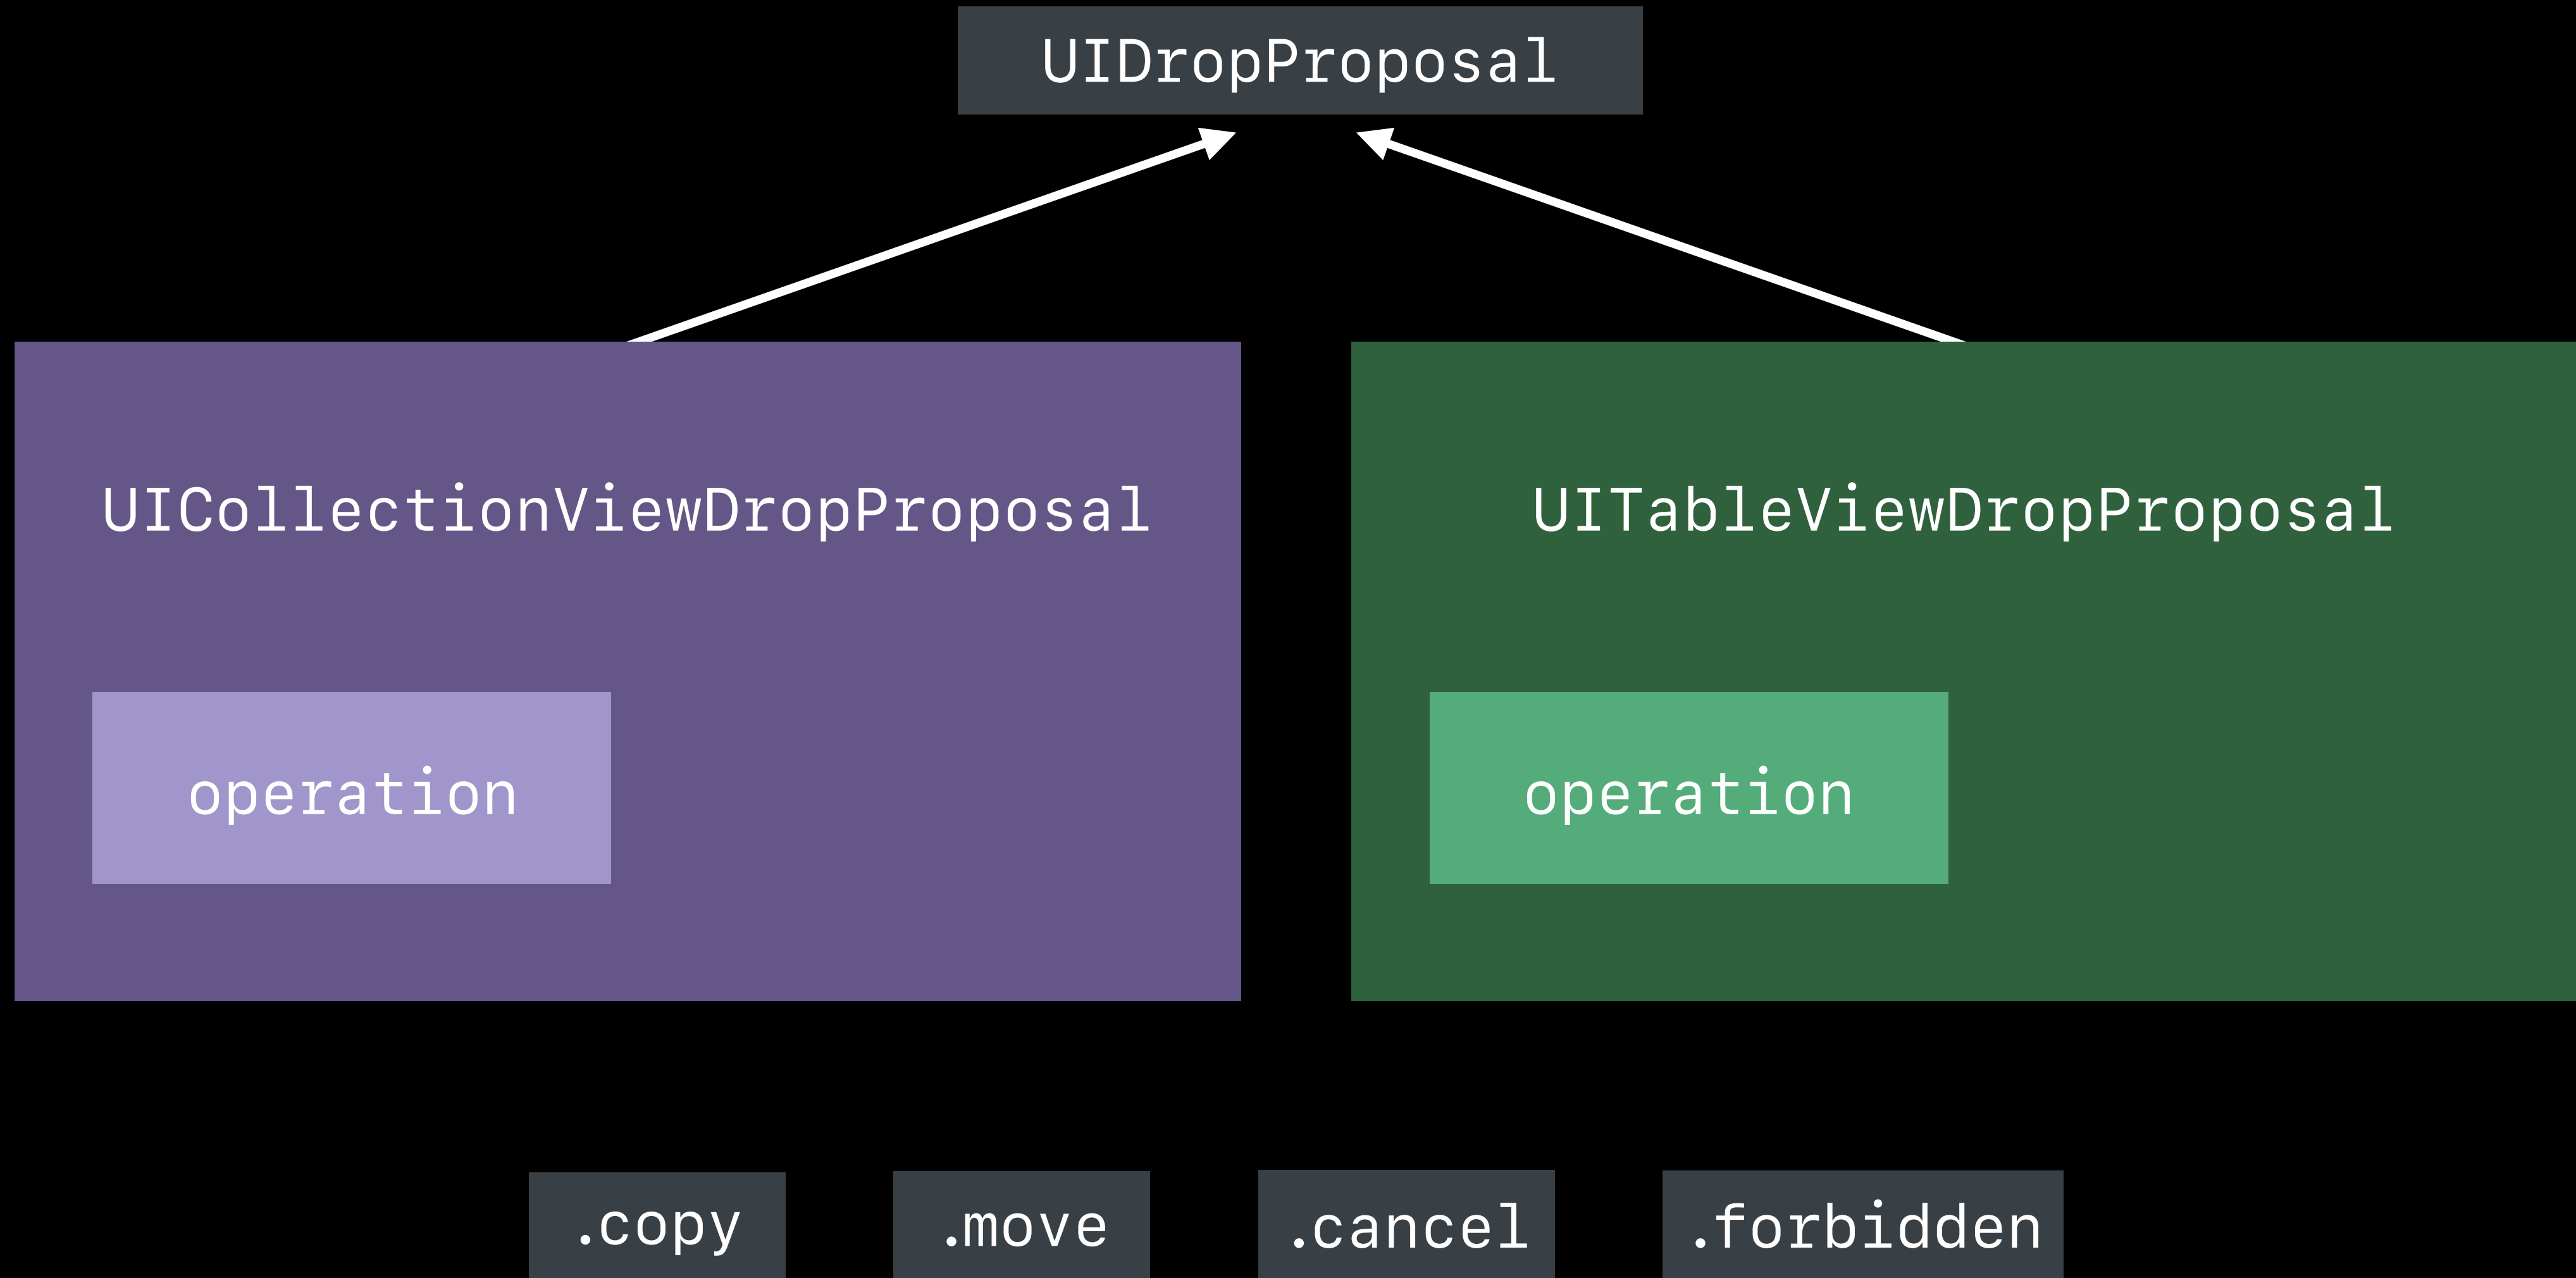 UIDropProposal
UICollectionViewDropProposal
UITableViewDropProposal
operation
operation
.copy
.move
.cancel
.forbidden